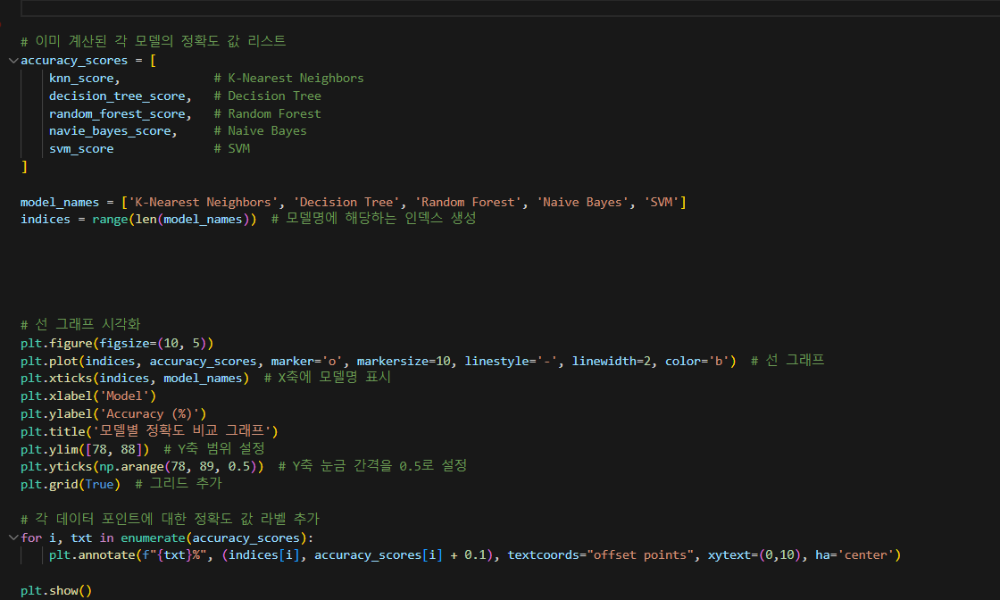 # 이미 계산된 각 모델의 정확도 값 리스트
accuracy_scores = [
    knn_score,             # K-Nearest Neighbors
    decision_tree_score,   # Decision Tree
    random_forest_score,   # Random Forest
    navie_bayes_score,     # Naive Bayes
    svm_score              # SVM
]
model_names = ['K-Nearest Neighbors', 'Decision Tree', 'Random Forest', 'Naive Bayes', 'SVM']
indices = range(len(model_names))  # 모델명에 해당하는 인덱스 생성
# 선 그래프 시각화
plt.figure(figsize=(10, 5))
plt.plot(indices, accuracy_scores, marker='o', markersize=10, linestyle='-', linewidth=2, color='b')  # 선 그래프
plt.xticks(indices, model_names)  # X축에 모델명 표시
plt.xlabel('Model')
plt.ylabel('Accuracy (%)')
plt.title('모델별 정확도 비교 그래프')
plt.ylim([78, 88])  # Y축 범위 설정
plt.yticks(np.arange(78, 89, 0.5))  # Y축 눈금 간격을 0.5로 설정
plt.grid(True)  # 그리드 추가
# 각 데이터 포인트에 대한 정확도 값 라벨 추가
for i, txt in enumerate(accuracy_scores):
    plt.annotate(f"{txt}%", (indices[i], accuracy_scores[i] + 0.1), textcoords="offset points", xytext=(0,10), ha='center')
plt.show()